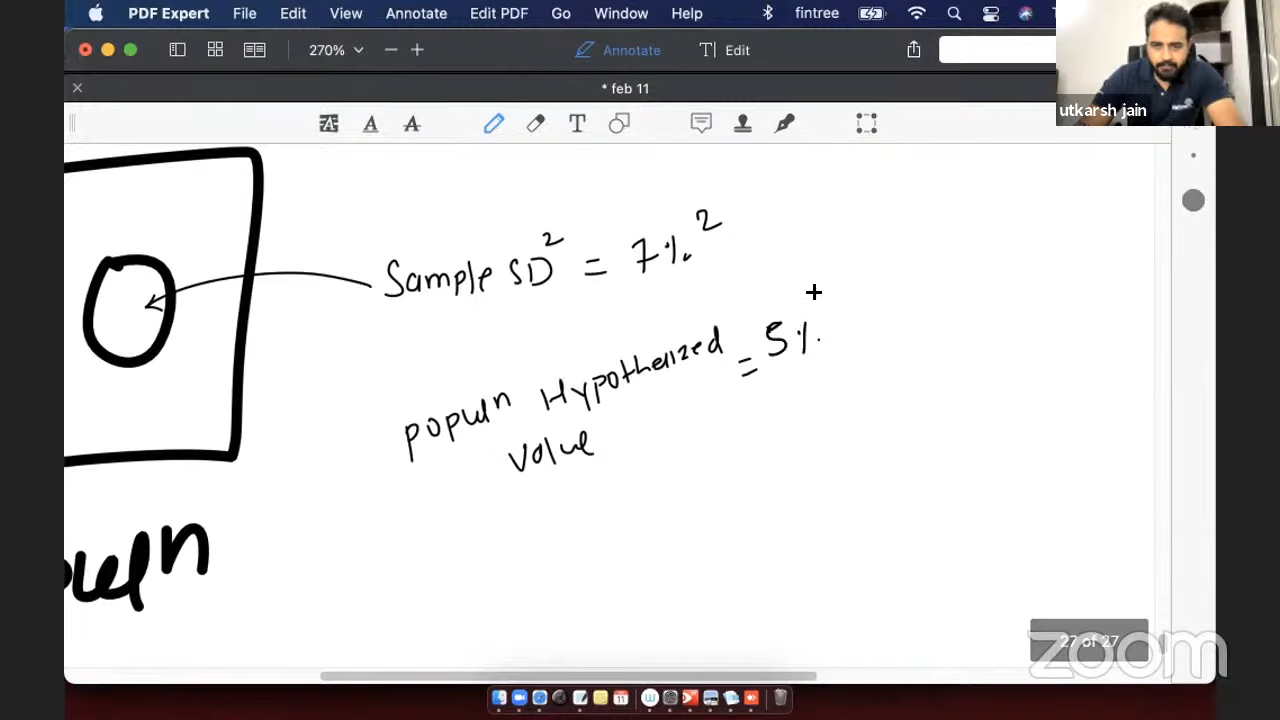 PDF Expert File Edit View Annotate Edit PDF Go Window Help fintree
270% Annotate Edit
* feb 11
utkarsh jain
Sample SD² = 7%²
populn Hypothesized = 5%
value
27 of 27
zoom